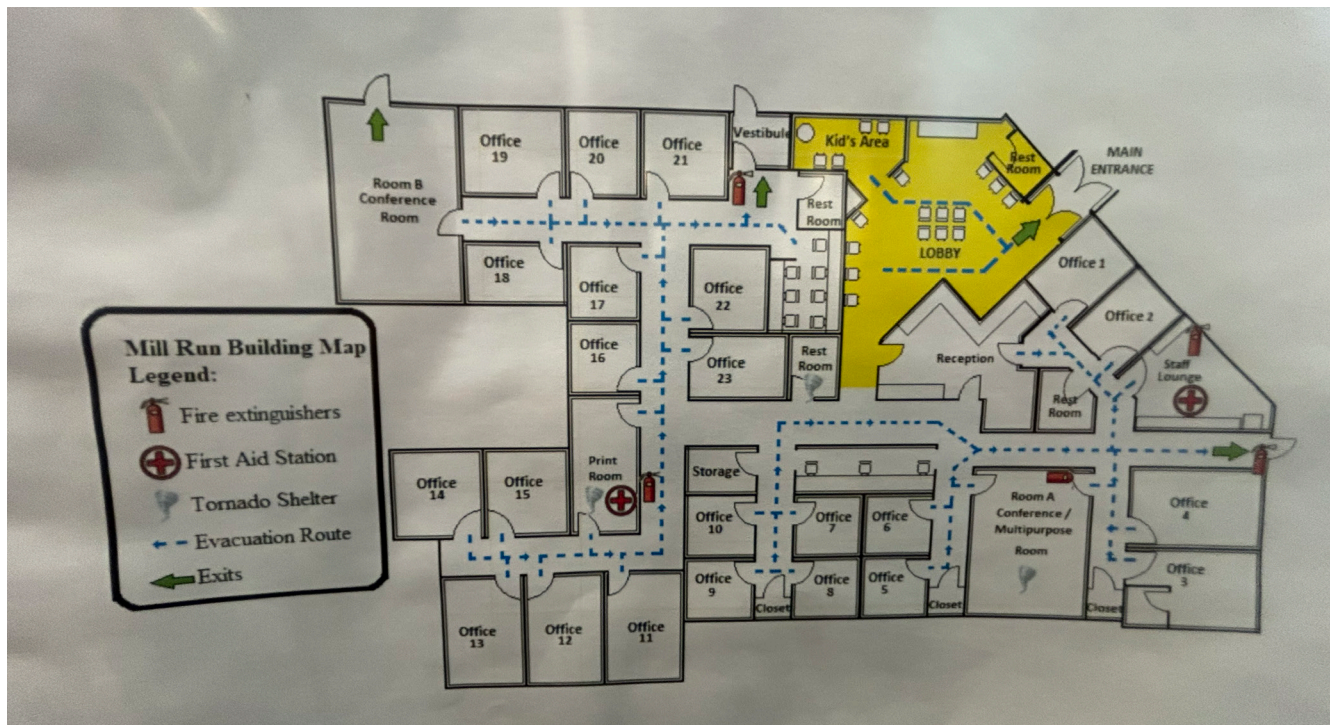 Office
19
Office
20
Office
21
Vestibule
Kid's Area
Rest
Room
MAIN
ENTRANCE
Room B
Conference
Room
Rest
Room
LOBBY
Office 1
Office
18
Office
17
Office
22
Office 2
Office
16
Office
23
Rest
Room
Reception
Staff
Lounge
Rest
Room
Mill Run Building Map
Legend:
Fire extinguishers
First Aid Station
Tornado Shelter
Evacuation Route
Exits
Office
14
Office
15
Print
Room
Storage
Office
10
Office
7
Office
6
Room A
Conference /
Multipurpose
Room
Office
4
Office
9
Closet
Office
8
Office
5
Closet
Closet
Office
3
Office
13
Office
12
Office
11